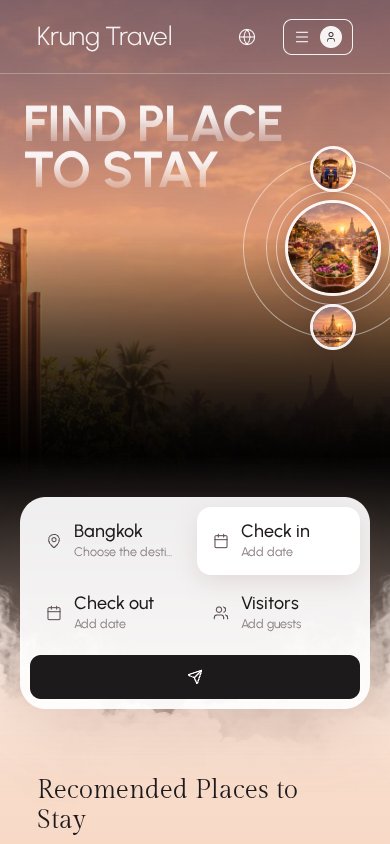 Krung Travel
FIND PLACE
TO STAY
Bangkok
Choose the desti...
Check in
Add date
Check out
Add date
Visitors
Add guests
Recomended Places to
Stay